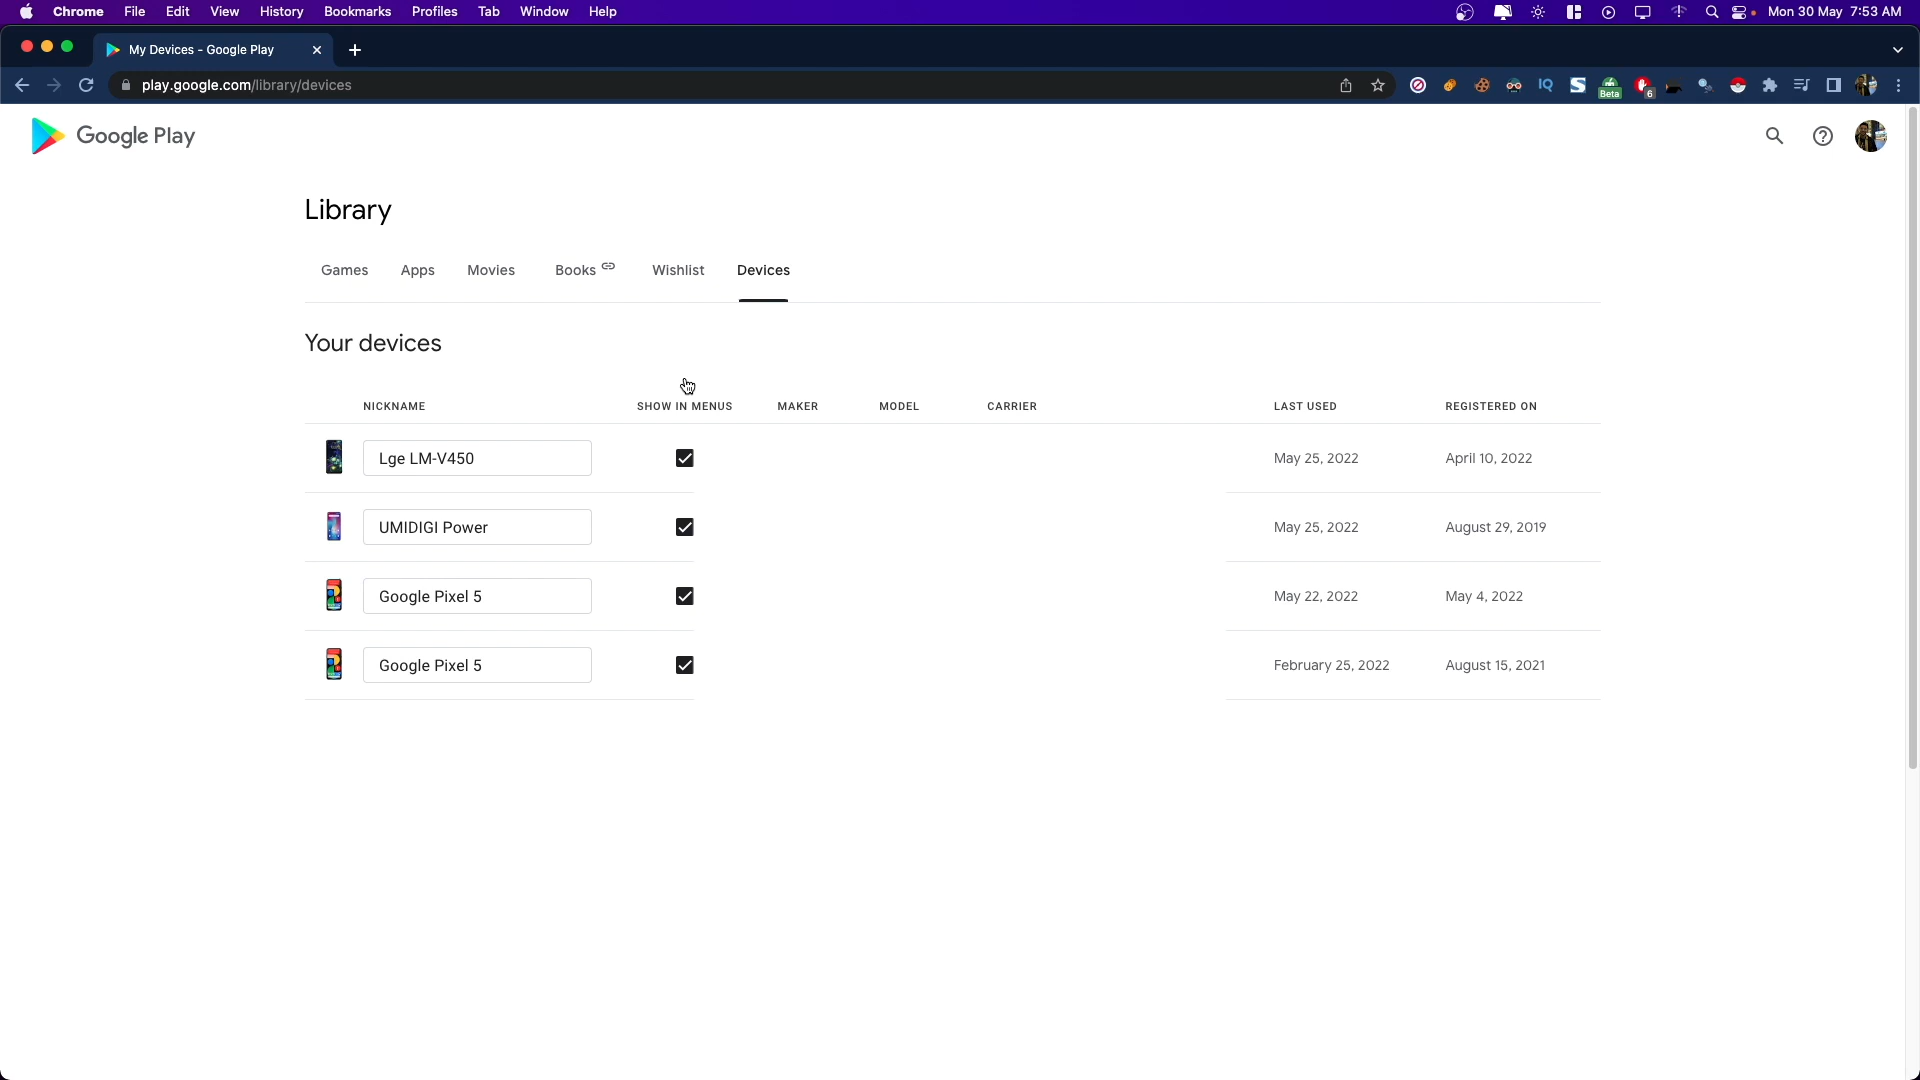 Chrome File Edit View History Bookmarks Profiles Tab Window Help Mon 30 May 7:53 AM
My Devices - Google Play
play.google.com/library/devices IQ Beta 6
Google Play
Library
Games Apps Movies Books Wishlist Devices
Your devices
NICKNAME SHOW IN MENUS MAKER MODEL CARRIER LAST USED REGISTERED ON
Lge LM-V450 May 25, 2022 April 10, 2022
UMIDIGI Power May 25, 2022 August 29, 2019
Google Pixel 5 May 22, 2022 May 4, 2022
Google Pixel 5 February 25, 2022 August 15, 2021